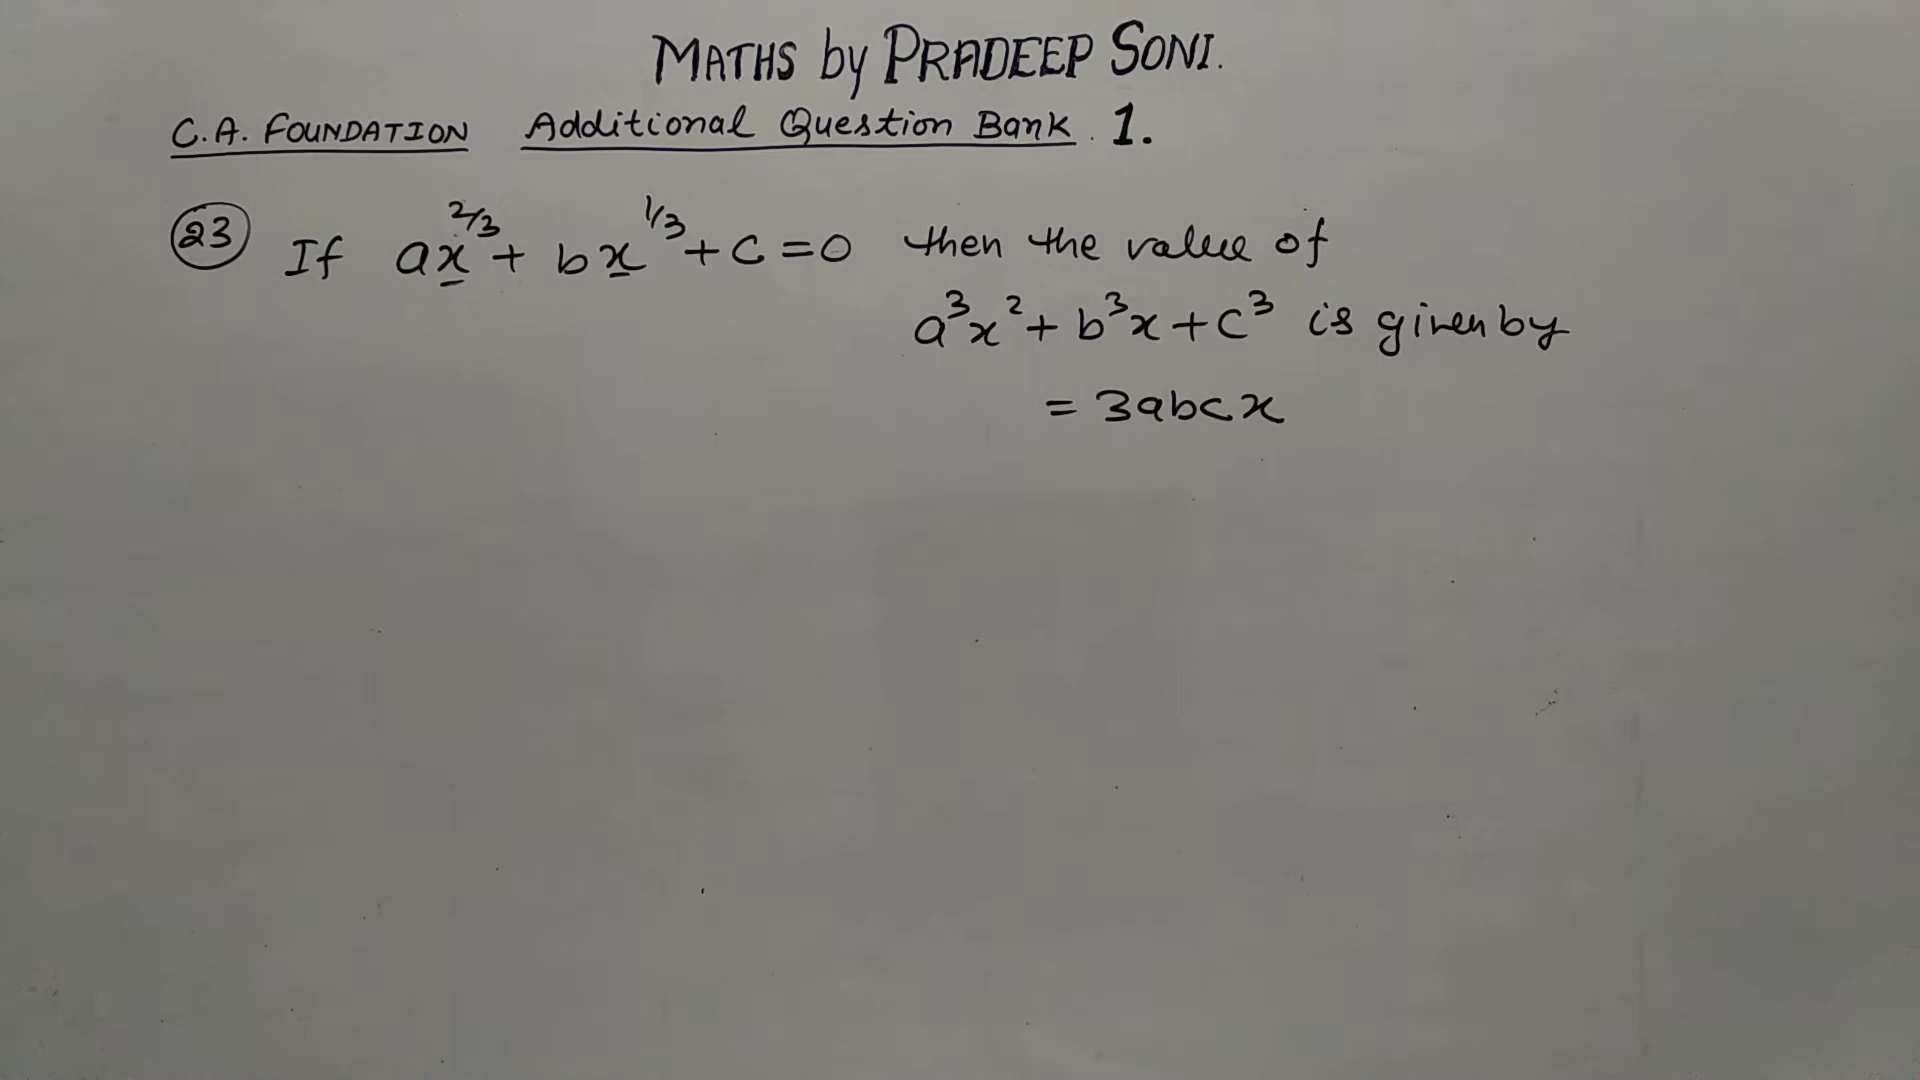 MATHS by PRADEEP SONI.
C.A. FOUNDATION Additional Question Bank. 1.
23 If ax^2/3 + bx^1/3 + c = 0 then the value of
a³x² + b³x + c³ is given by
= 3abcx